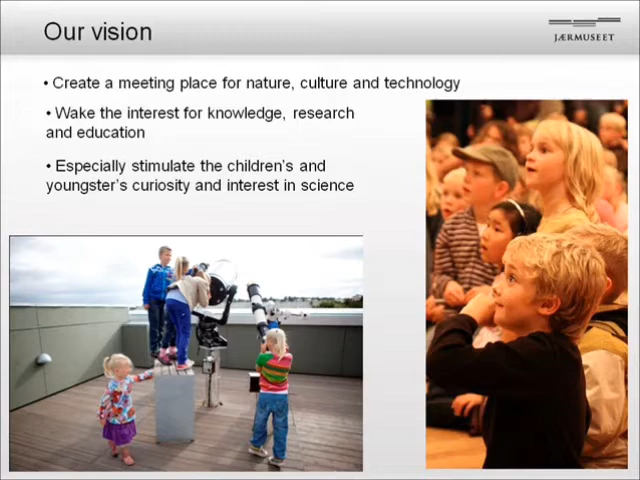 Our vision
JÆRMUSEET
• Create a meeting place for nature, culture and technology
• Wake the interest for knowledge, research
and education
• Especially stimulate the children's and
youngster's curiosity and interest in science